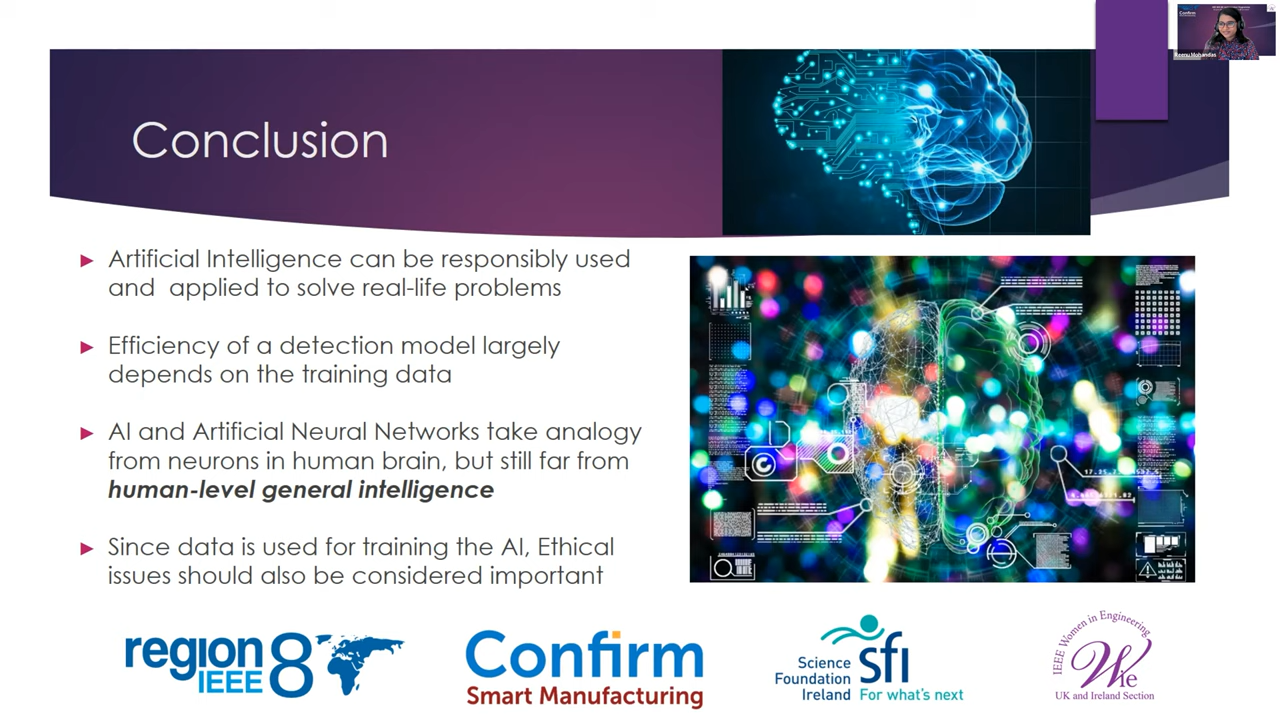 Confirm
Reenu Mohandas
Conclusion
► Artificial Intelligence can be responsibly used
and applied to solve real-life problems
► Efficiency of a detection model largely
depends on the training data
► AI and Artificial Neural Networks take analogy
from neurons in human brain, but still far from
human-level general intelligence
► Since data is used for training the AI, Ethical
issues should also be considered important
region 8
IEEE
Confirm
Smart Manufacturing
Science
Foundation
Ireland
sfi
For what's next
IEEE Women in Engineering
Wie
UK and Ireland Section